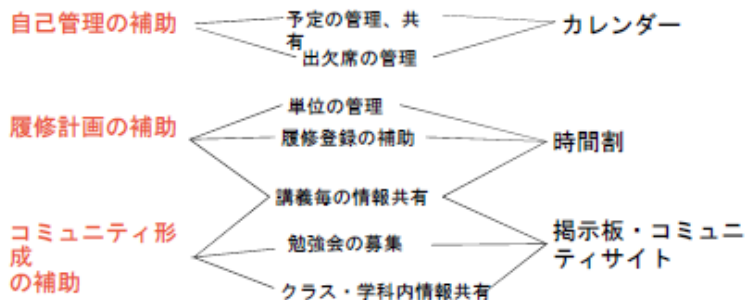 自己管理の補助
予定の管理、共
有
出欠席の管理
カレンダー
履修計画の補助
単位の管理
履修登録の補助
講義毎の情報共有
時間割
コミュニティ形
成
の補助
勉強会の募集
クラス・学科内情報共有
掲示板・コミュニ
ティサイト